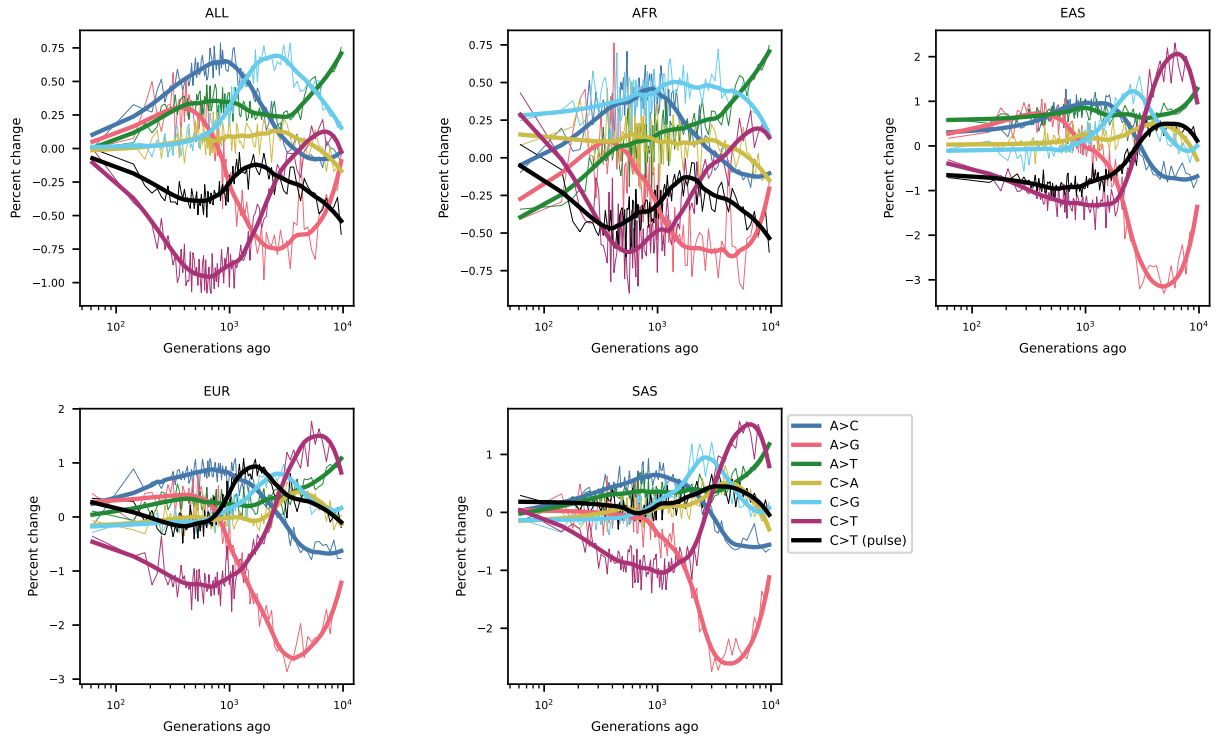 ALL
AFR
EAS
0.75
0.50
0.25
0.00
−0.25
−0.50
−0.75
−1.00
Percent change
10²
10³
10⁴
Generations ago
0.75
0.50
0.25
0.00
−0.25
−0.50
−0.75
Percent change
10²
10³
10⁴
Generations ago
2
1
0
−1
−2
−3
Percent change
10²
10³
10⁴
Generations ago
EUR
SAS
2
1
0
−1
−2
−3
Percent change
10²
10³
10⁴
Generations ago
1
0
−1
−2
Percent change
10²
10³
10⁴
Generations ago
A>C
A>G
A>T
C>A
C>G
C>T
C>T (pulse)